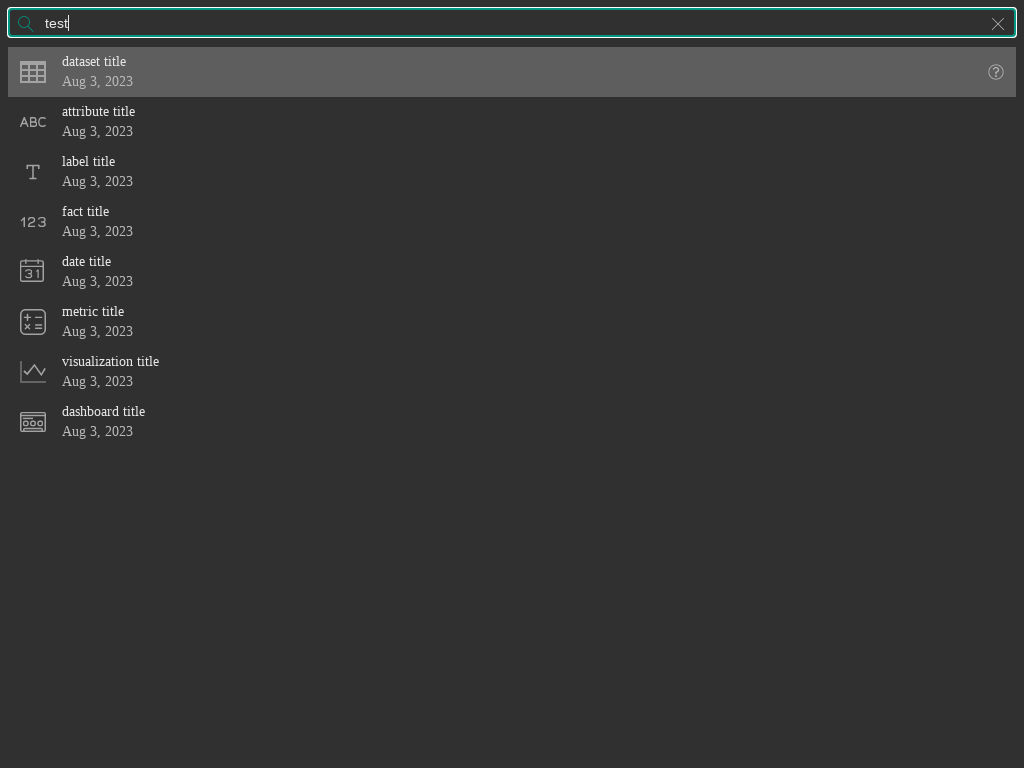 test
dataset title
Aug 3, 2023
?
ABC
attribute title
Aug 3, 2023
T
label title
Aug 3, 2023
123
fact title
Aug 3, 2023
31
date title
Aug 3, 2023
metric title
Aug 3, 2023
visualization title
Aug 3, 2023
dashboard title
Aug 3, 2023